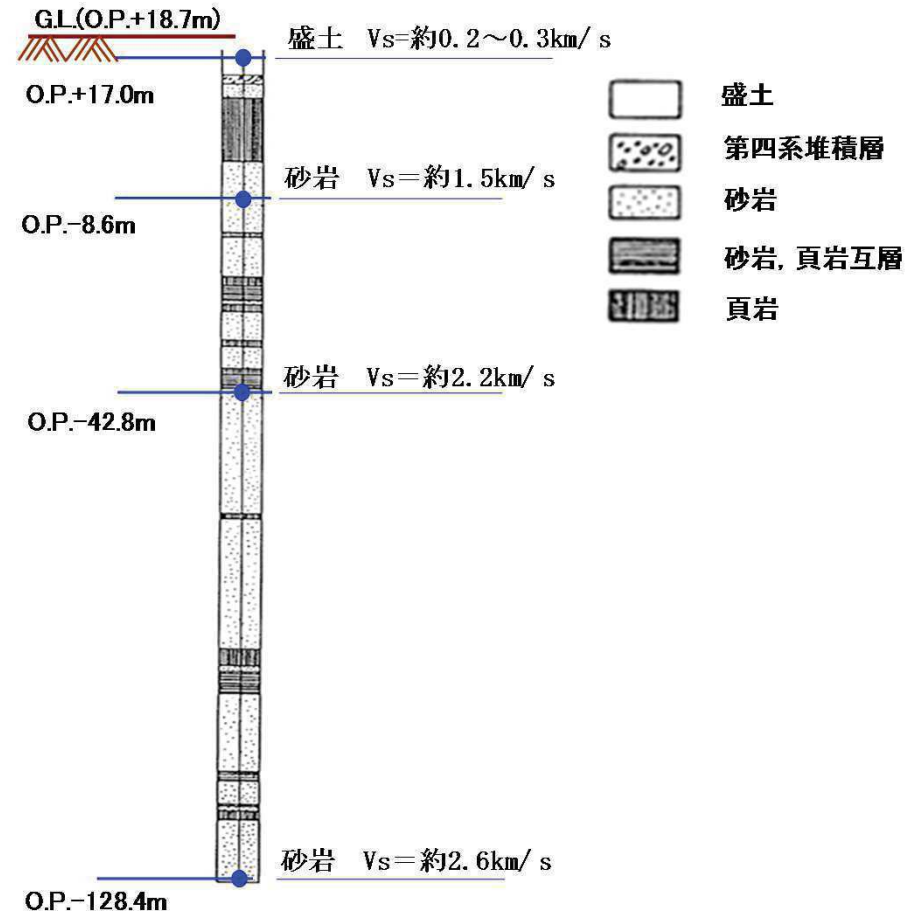 G.L.(O.P.+18.7m)
盛土 Vs=約0.2～0.3km/s
O.P.+17.0m
砂岩 Vs＝約1.5km/s
O.P.-8.6m
砂岩 Vs＝約2.2km/s
O.P.-42.8m
砂岩 Vs＝約2.6km/s
O.P.-128.4m
盛土
第四系堆積層
砂岩
砂岩, 頁岩互層
頁岩